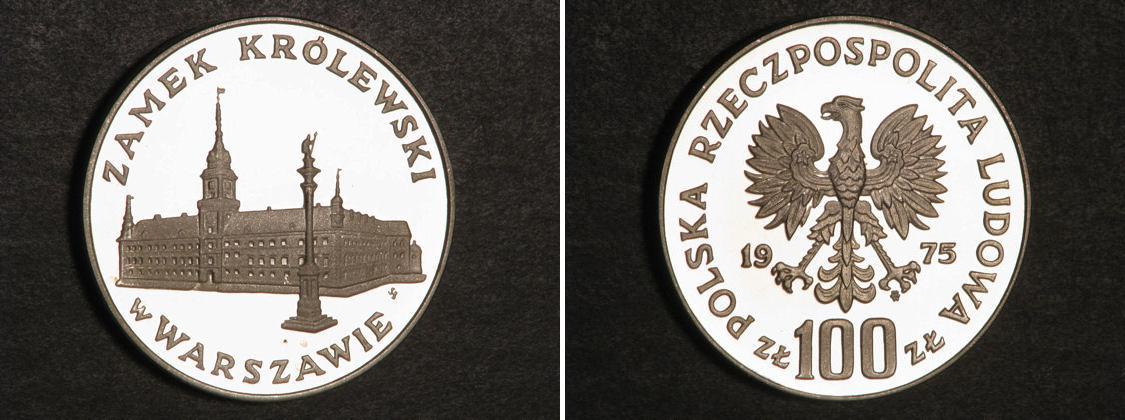 ZAMEK KRÓLEWSKI
W WARSZAWIE
POLSKA RZECZPOSPOLITA LUDOWA
19 75
ZŁ 100 ZŁ